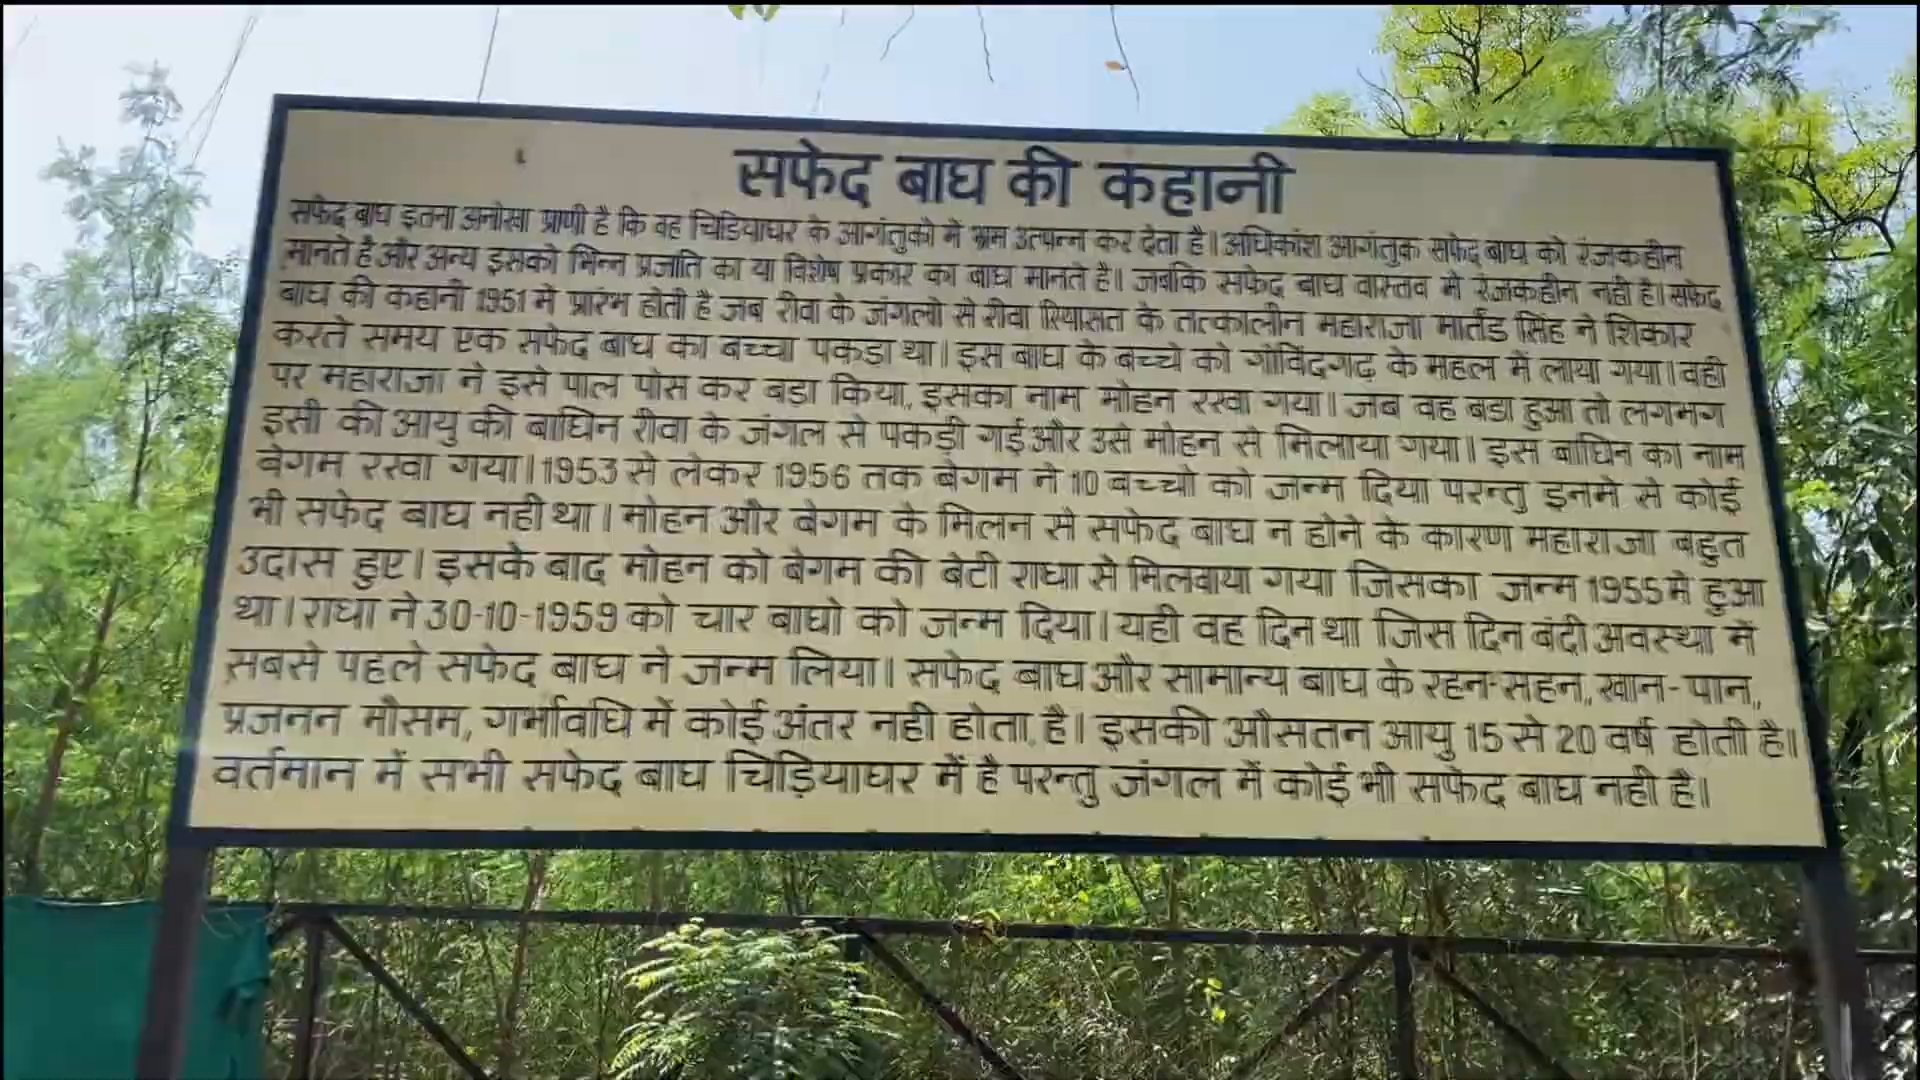 सफेद बाघ की कहानी
सफेद बाघ इतना अनोखा प्राणी है कि वह चिडियाघर के आगंतुको मे भ्रम उत्पन्न कर देता है। अधिकांश आगंतुक सफेद बाघ को रंजकहीन
मानते है और अन्य इसको भिन्न प्रजाति का या विशेष प्रकार का बाघ मानते है। जबकि सफेद बाघ वास्तव मे रंजकहीन नही है। सफेद
बाघ की कहानी 1951 मे प्रारंभ होती है जब रीवा के जंगलो से रीवा रियासत के तत्कालीन महाराजा मार्तंड सिंह ने शिकार
करते समय एक सफेद बाघ का बच्चा पकडा था। इस बाघ के बच्चे को गोविंदगढ़ के महल में लाया गया। वही
पर महाराजा ने इसे पाल पोस कर बडा किया, इसका नाम मोहन रखा गया। जब वह बडा हुआ तो लगभग
इसी की आयु की बाघिन रीवा के जंगल से पकड़ी गई और उसे मोहन से मिलाया गया। इस बाघिन का नाम
बेगम रखा गया। 1953 से लेकर 1956 तक बेगम ने 10 बच्चो को जन्म दिया परन्तु इनमे से कोई
भी सफेद बाघ नही था। मोहन और बेगम के मिलन से सफेद बाघ न होने के कारण महाराजा बहुत
उदास हुए। इसके बाद मोहन को बेगम की बेटी राधा से मिलवाया गया जिसका जन्म 1955 मे हुआ
था। राधा ने 30-10-1959 को चार बाघो को जन्म दिया। यही वह दिन था जिस दिन बंदी अवस्था में
सबसे पहले सफेद बाघ ने जन्म लिया। सफेद बाघ और सामान्य बाघ के रहन-सहन, खान-पान,
प्रजनन मौसम, गर्भावधि में कोई अंतर नही होता है। इसकी औसतन आयु 15 से 20 वर्ष होती है।
वर्तमान में सभी सफेद बाघ चिड़ियाघर में है परन्तु जंगल में कोई भी सफेद बाघ नही है।